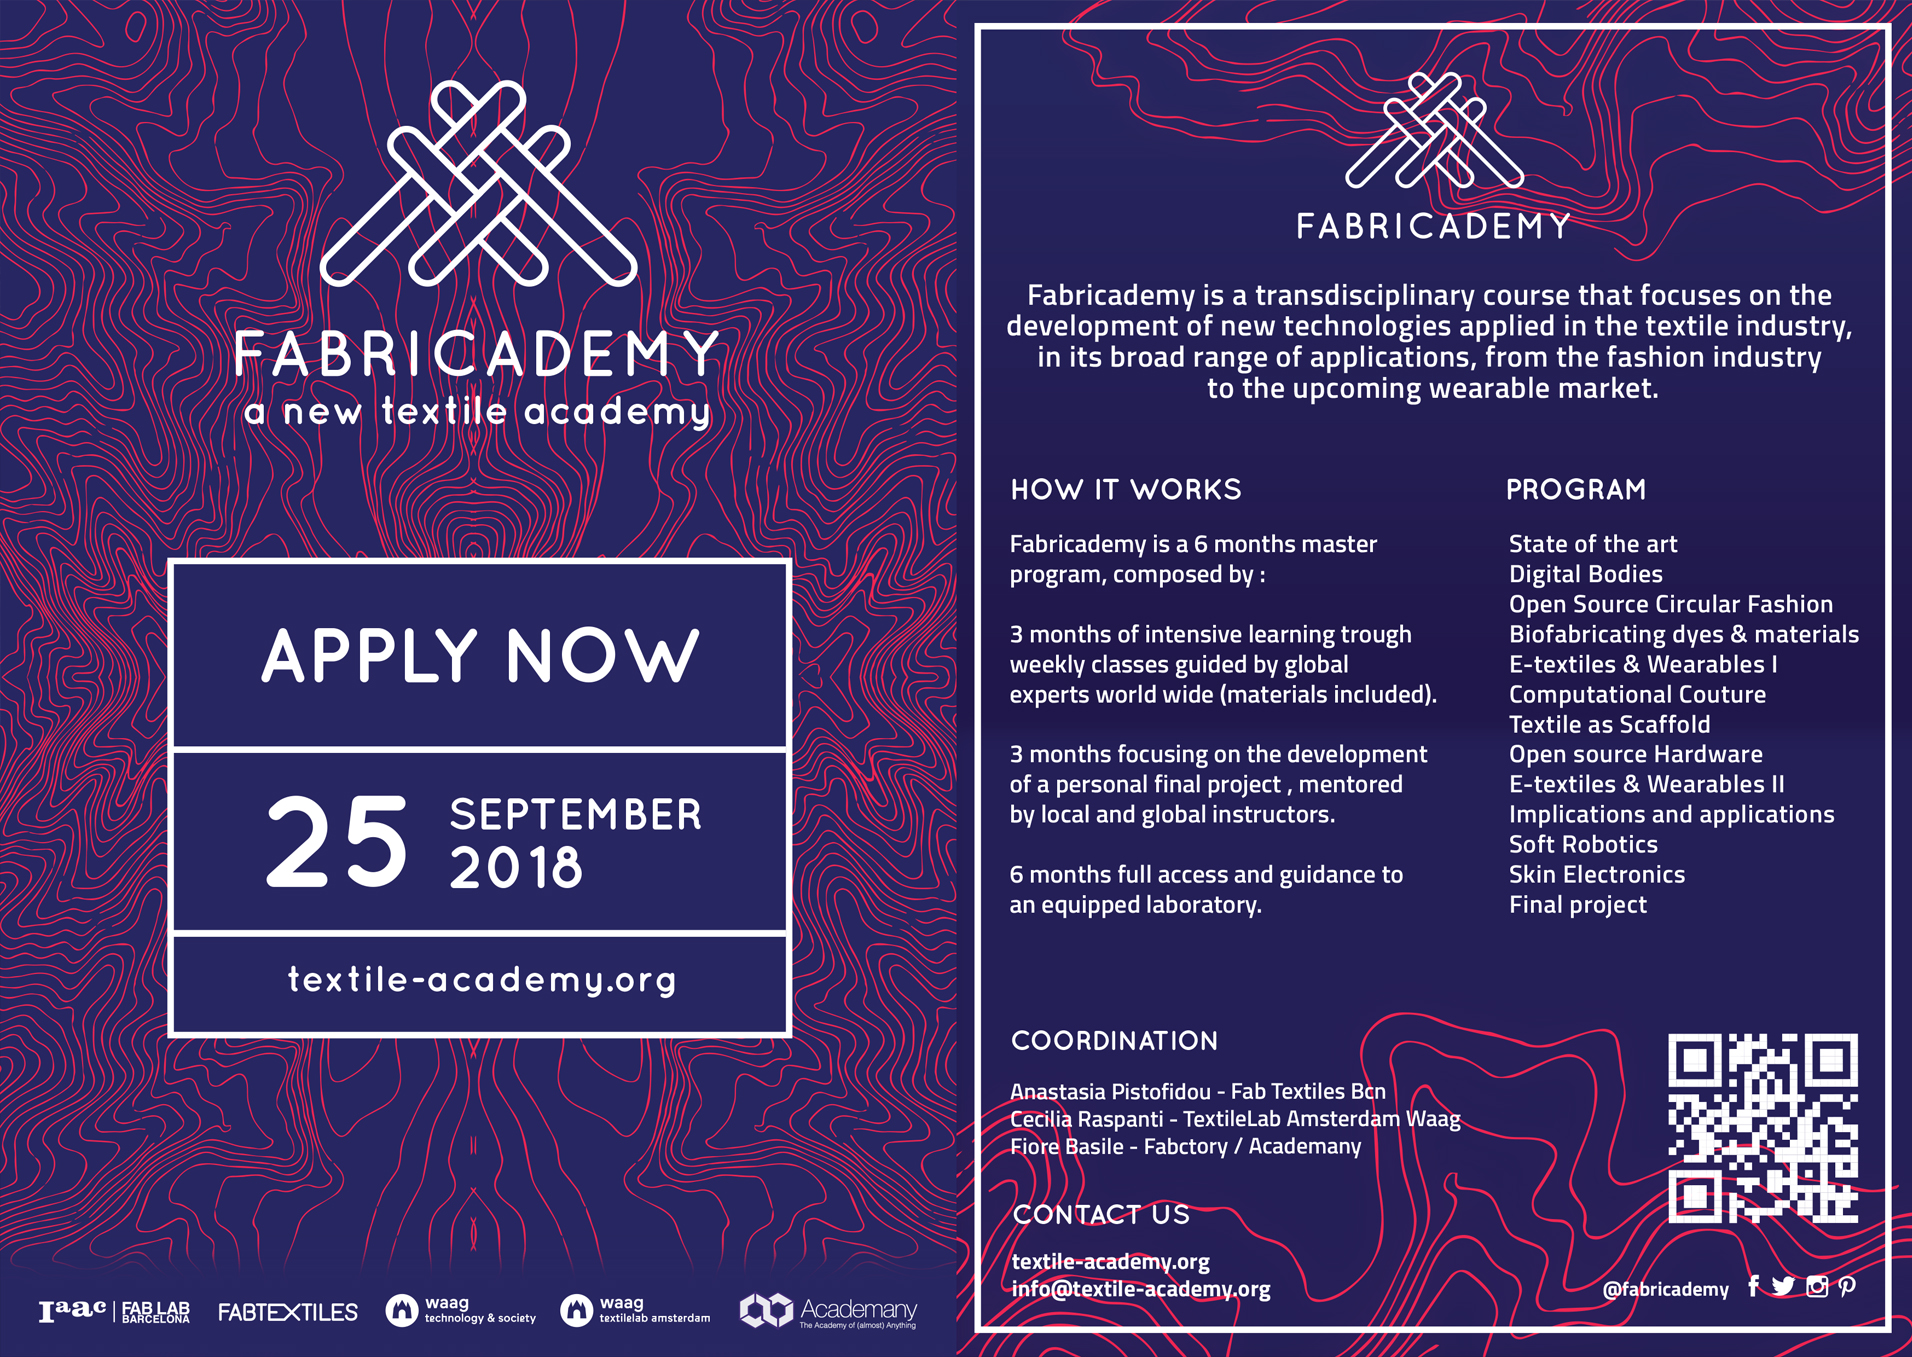 FABRICADEMY
a new textile academy
APPLY NOW
25 SEPTEMBER
2018
textile-academy.org
Iaac | FAB LAB
BARCELONA
FABTEXTILES
waag
technology & society
waag
textilelab amsterdam
Academany
The Academy of (almost) Anything
FABRICADEMY
Fabricademy is a transdisciplinary course that focuses on the
development of new technologies applied in the textile industry,
in its broad range of applications, from the fashion industry
to the upcoming wearable market.
HOW IT WORKS
Fabricademy is a 6 months master
program, composed by :
3 months of intensive learning trough
weekly classes guided by global
experts world wide (materials included).
3 months focusing on the development
of a personal final project , mentored
by local and global instructors.
6 months full access and guidance to
an equipped laboratory.
PROGRAM
State of the art
Digital Bodies
Open Source Circular Fashion
Biofabricating dyes & materials
E-textiles & Wearables I
Computational Couture
Textile as Scaffold
Open source Hardware
E-textiles & Wearables II
Implications and applications
Soft Robotics
Skin Electronics
Final project
COORDINATION
Anastasia Pistofidou - Fab Textiles Bcn
Cecilia Raspanti - TextileLab Amsterdam Waag
Fiore Basile - Fabctory / Academany
CONTACT US
textile-academy.org
info@textile-academy.org
@fabricademy